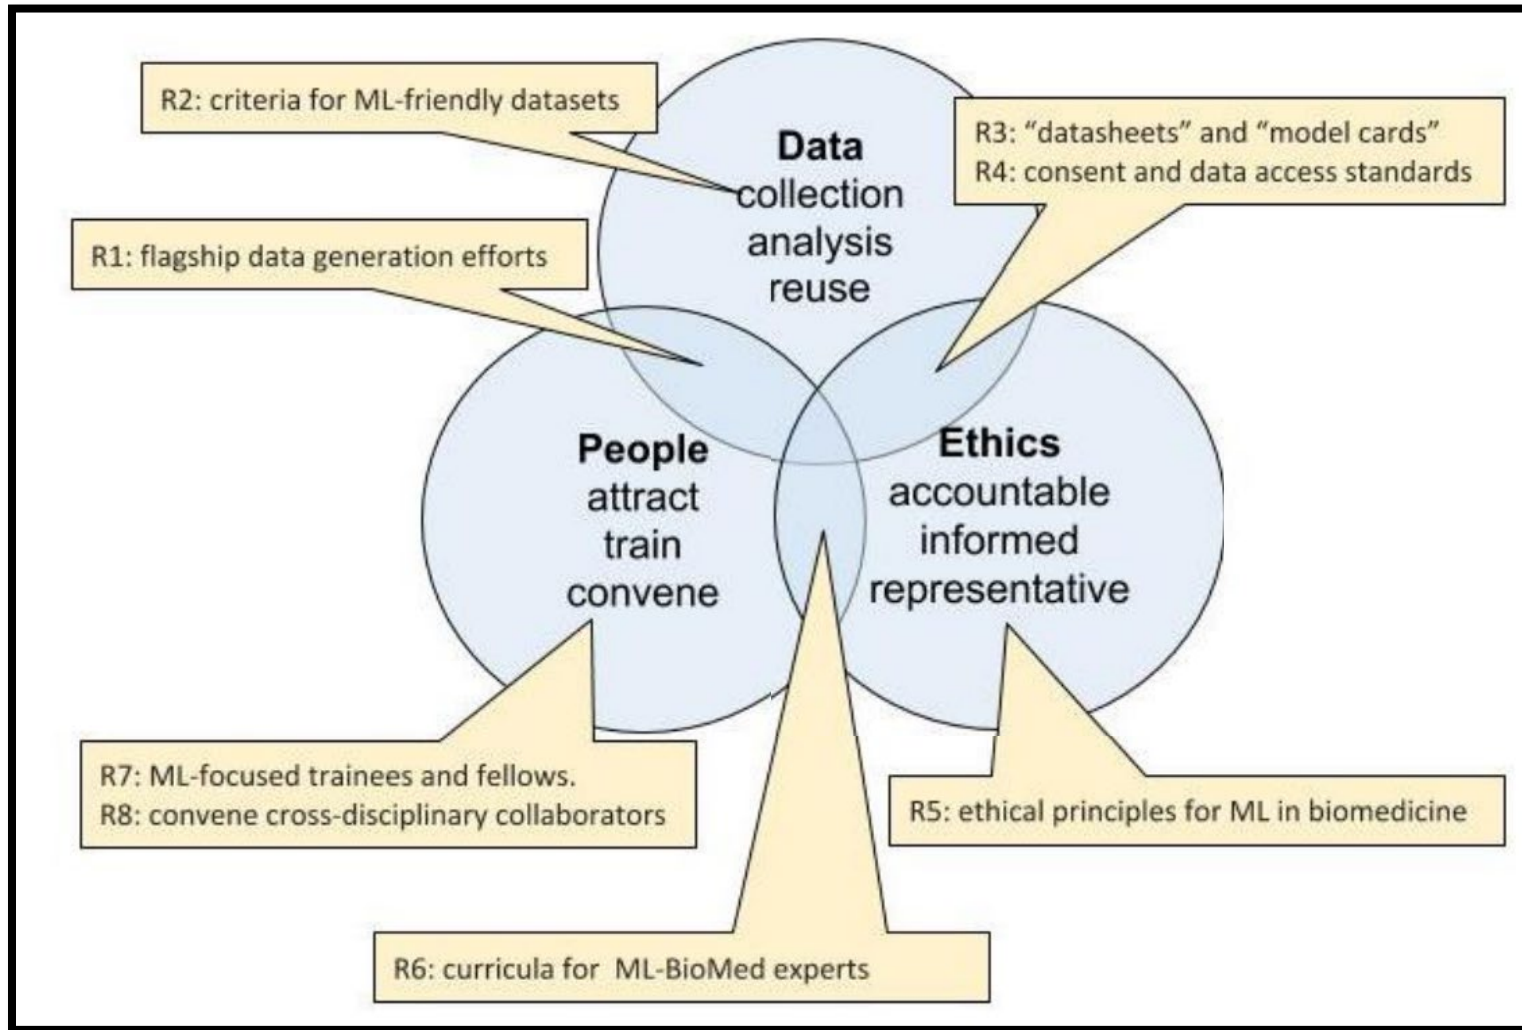 R2: criteria for ML-friendly datasets
Data
collection
analysis
reuse
R3: “datasheets” and “model cards”
R4: consent and data access standards
R1: flagship data generation efforts
People
attract
train
convene
Ethics
accountable
informed
representative
R7: ML-focused trainees and fellows.
R8: convene cross-disciplinary collaborators
R5: ethical principles for ML in biomedicine
R6: curricula for ML-BioMed experts